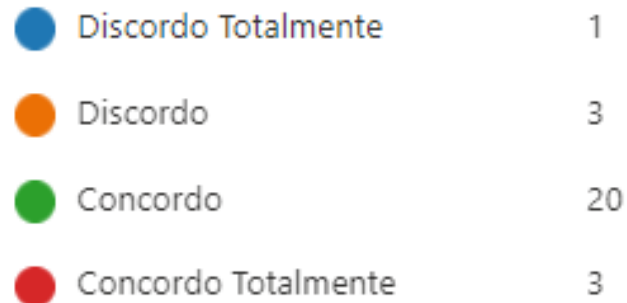 Discordo Totalmente 1
Discordo 3
Concordo 20
Concordo Totalmente 3